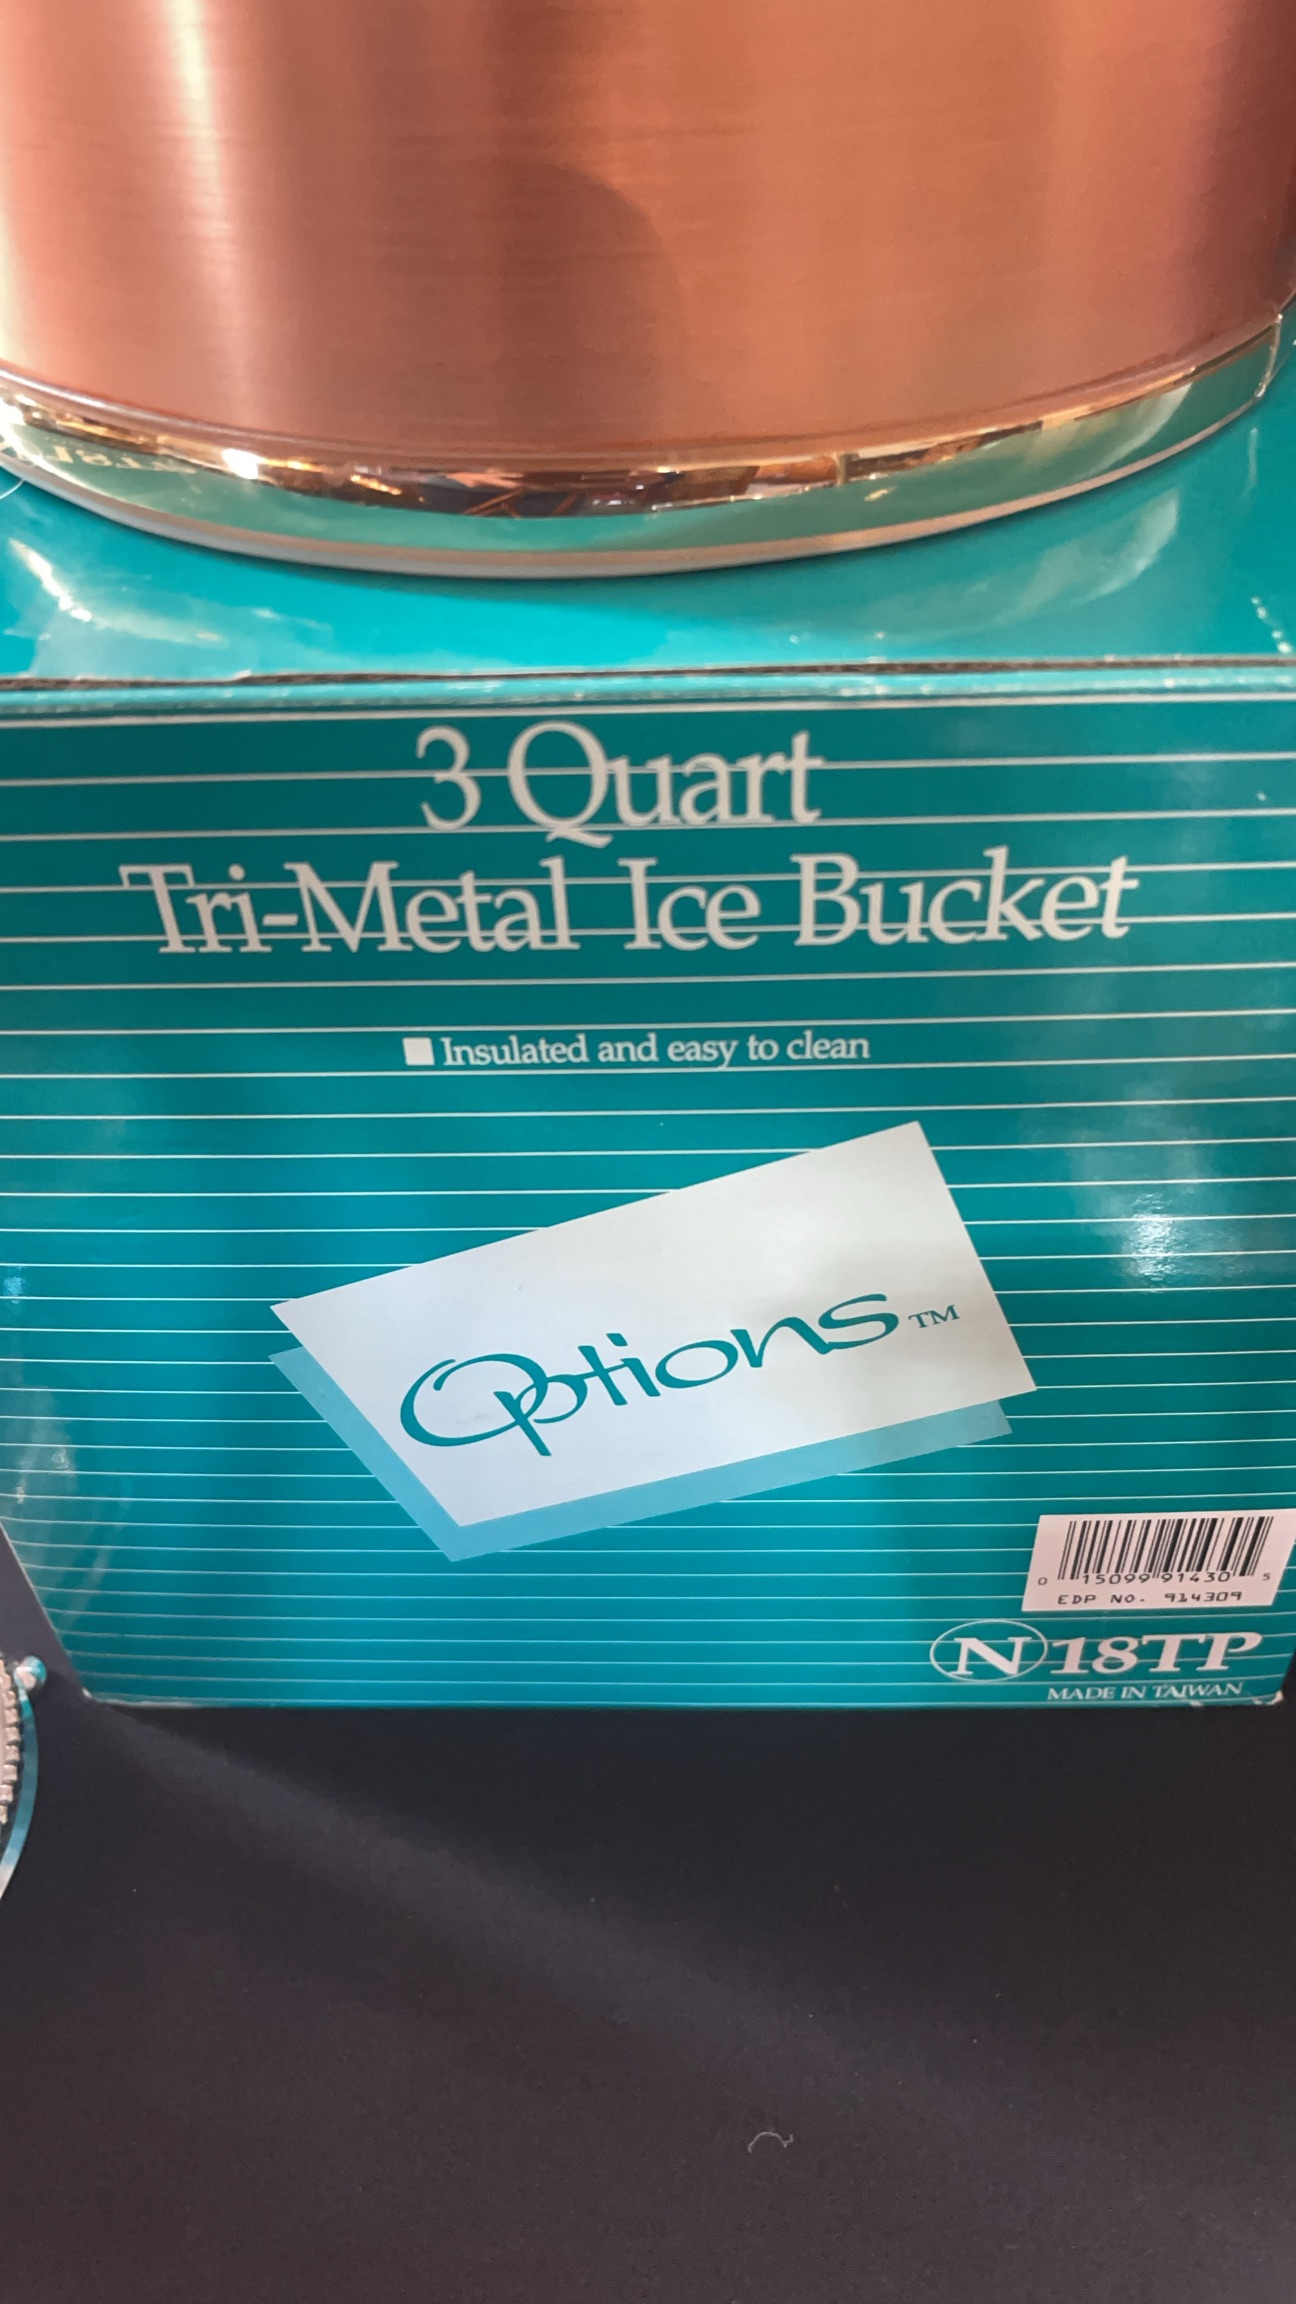 3 Quart
Tri-Metal Ice Bucket
■ Insulated and easy to clean
Options™
0 15099 91430 5
EDP NO. 914309
N 18TP
MADE IN TAIWAN